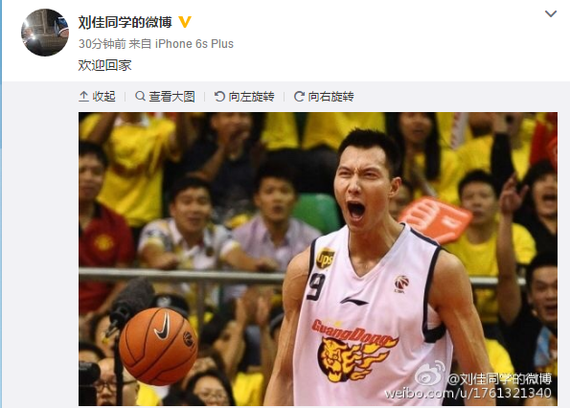 刘佳同学的微博
30分钟前 来自 iPhone 6s Plus
欢迎回家
收起
查看大图
向左旋转
向右旋转
ups
9
GuangDong
@刘佳同学的微博
weibo.com/u/1761321340